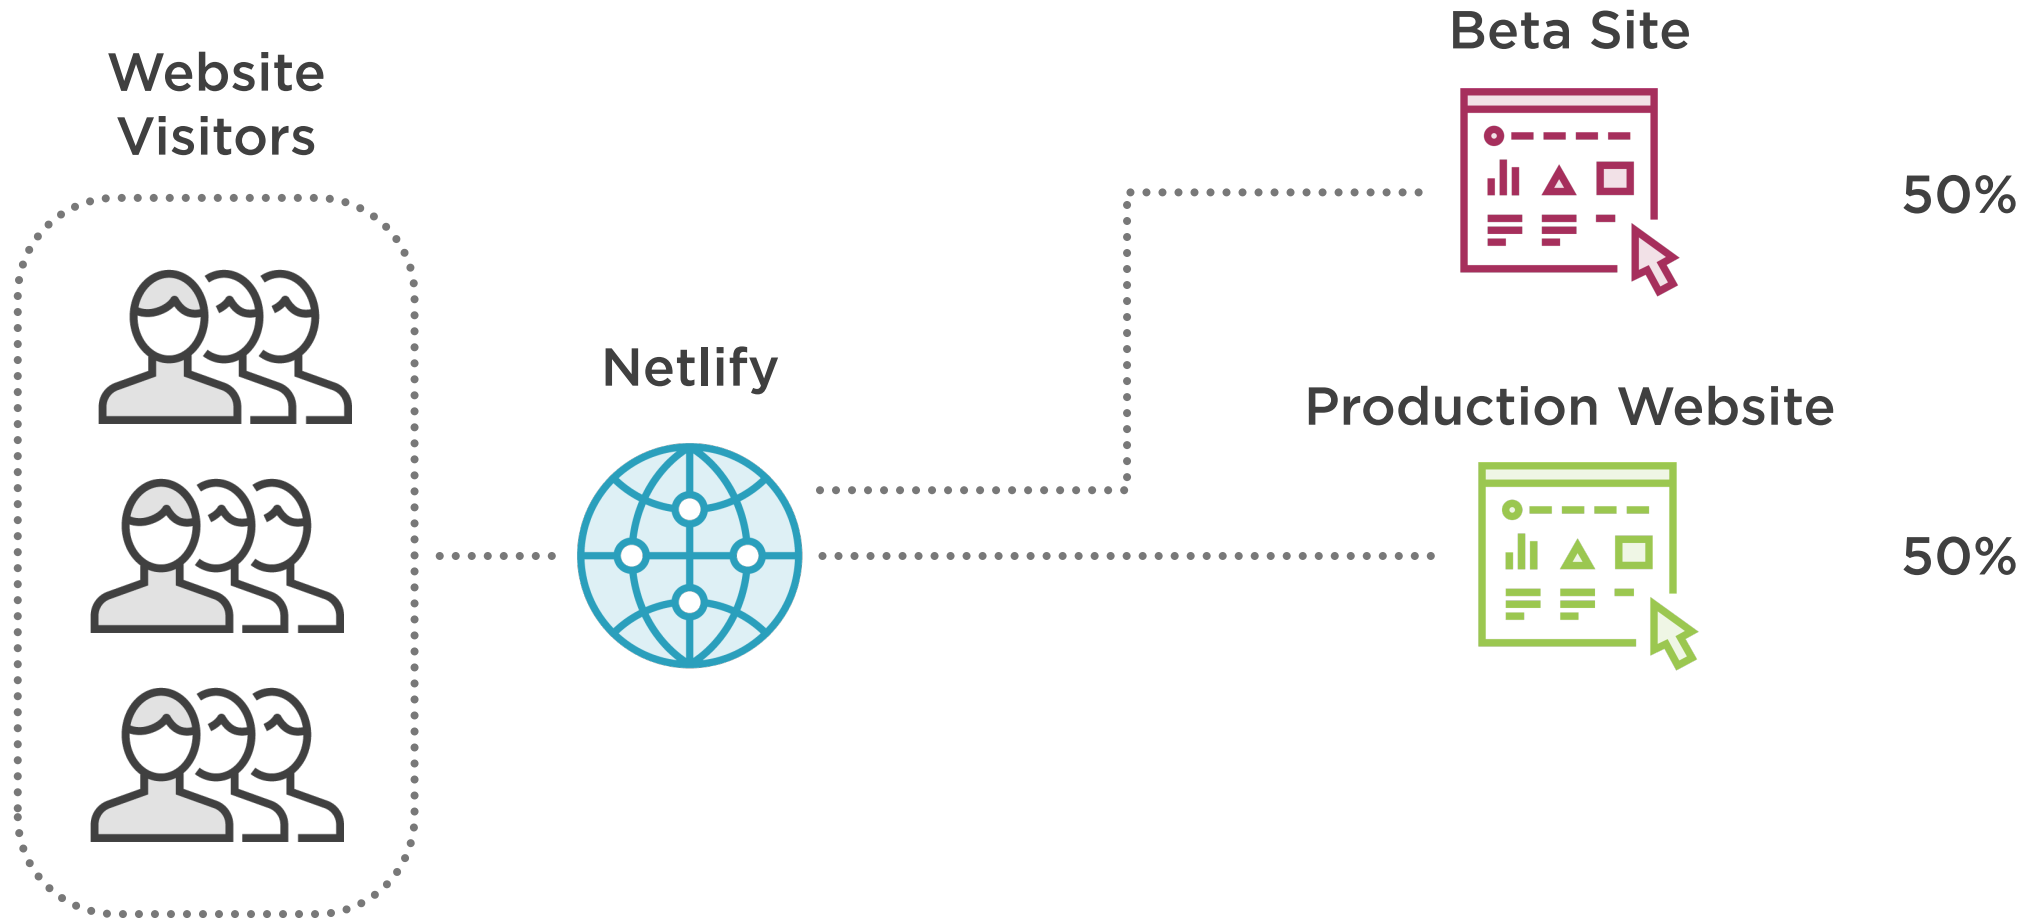 Website
Visitors
Netlify
Beta Site
50%
Production Website
50%